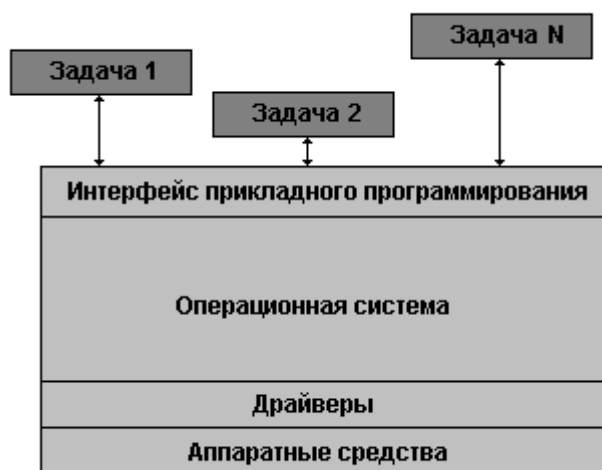 Задача 1
Задача 2
Задача N
Интерфейс прикладного программирования
Операционная система
Драйверы
Аппаратные средства